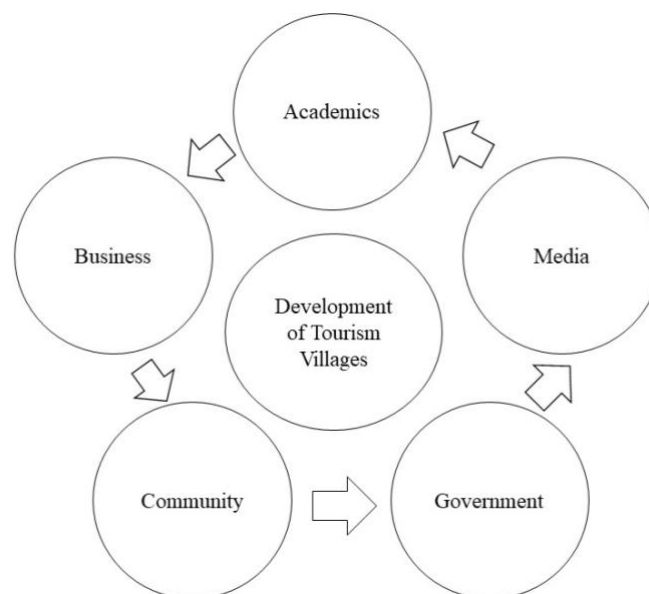 Academics
Business
Media
Development
of Tourism
Villages
Community
Government